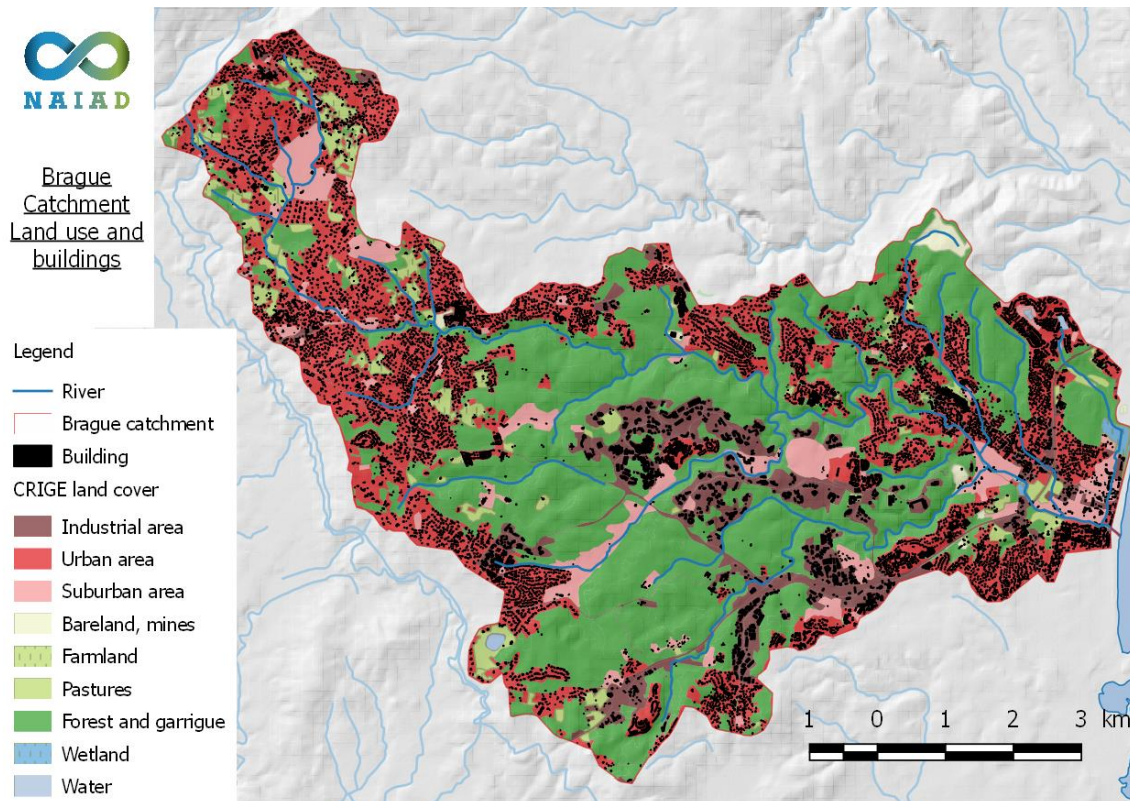 NAIAD
Brague
Catchment
Land use and
buildings
Legend
River
Brague catchment
Building
CRIGE land cover
Industrial area
Urban area
Suburban area
Bareland, mines
Farmland
Pastures
Forest and garrigue
Wetland
Water
1 0 1 2 3 km